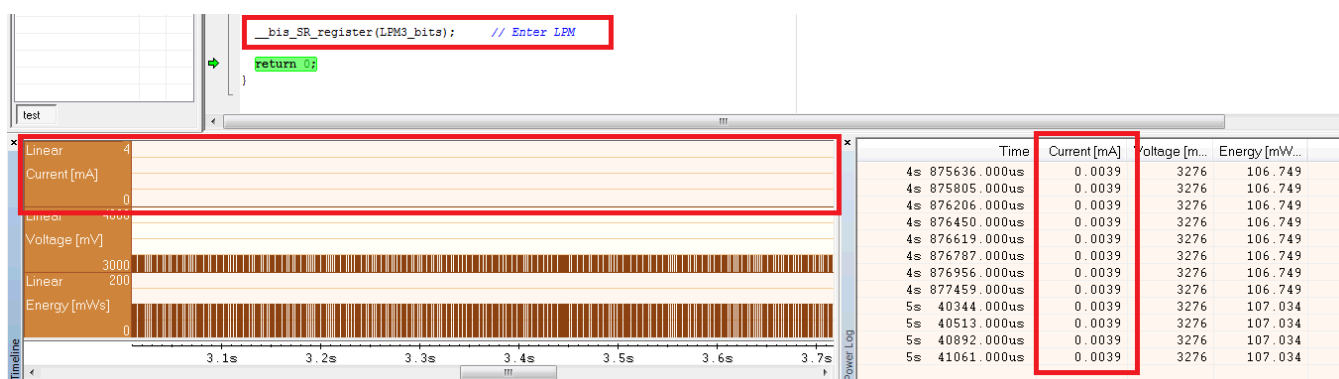 __bis_SR_register(LPM3_bits);     // Enter LPM
return 0;
}
test
Linear 4
Current [mA]
0
Linear 4000
Voltage [mV]
3000
Linear 200
Energy [mWs]
0
3.1s 3.2s 3.3s 3.4s 3.5s 3.6s 3.7s
Timeline
Time Current [mA] Voltage [m... Energy [mW...
4s 875636.000us 0.0039 3276 106.749
4s 875805.000us 0.0039 3276 106.749
4s 876206.000us 0.0039 3276 106.749
4s 876450.000us 0.0039 3276 106.749
4s 876619.000us 0.0039 3276 106.749
4s 876787.000us 0.0039 3276 106.749
4s 876956.000us 0.0039 3276 106.749
4s 877459.000us 0.0039 3276 106.749
5s 40344.000us 0.0039 3276 107.034
5s 40513.000us 0.0039 3276 107.034
5s 40892.000us 0.0039 3276 107.034
5s 41061.000us 0.0039 3276 107.034
Power Log